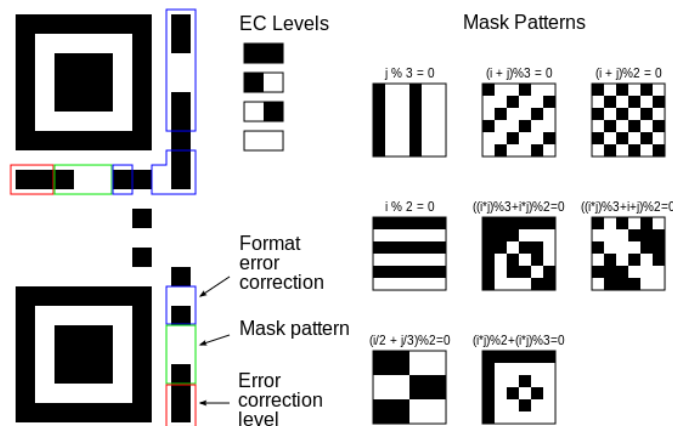 EC Levels
Mask Patterns
j % 3 = 0
(i + j)%3 = 0
(i + j)%2 = 0
i % 2 = 0
((i*j)%3+i*j)%2=0
((i*j)%3+i+j)%2=0
Format
error
correction
Mask pattern
(i/2 + j/3)%2=0
(i*j)%2+(i*j)%3=0
Error
correction
level